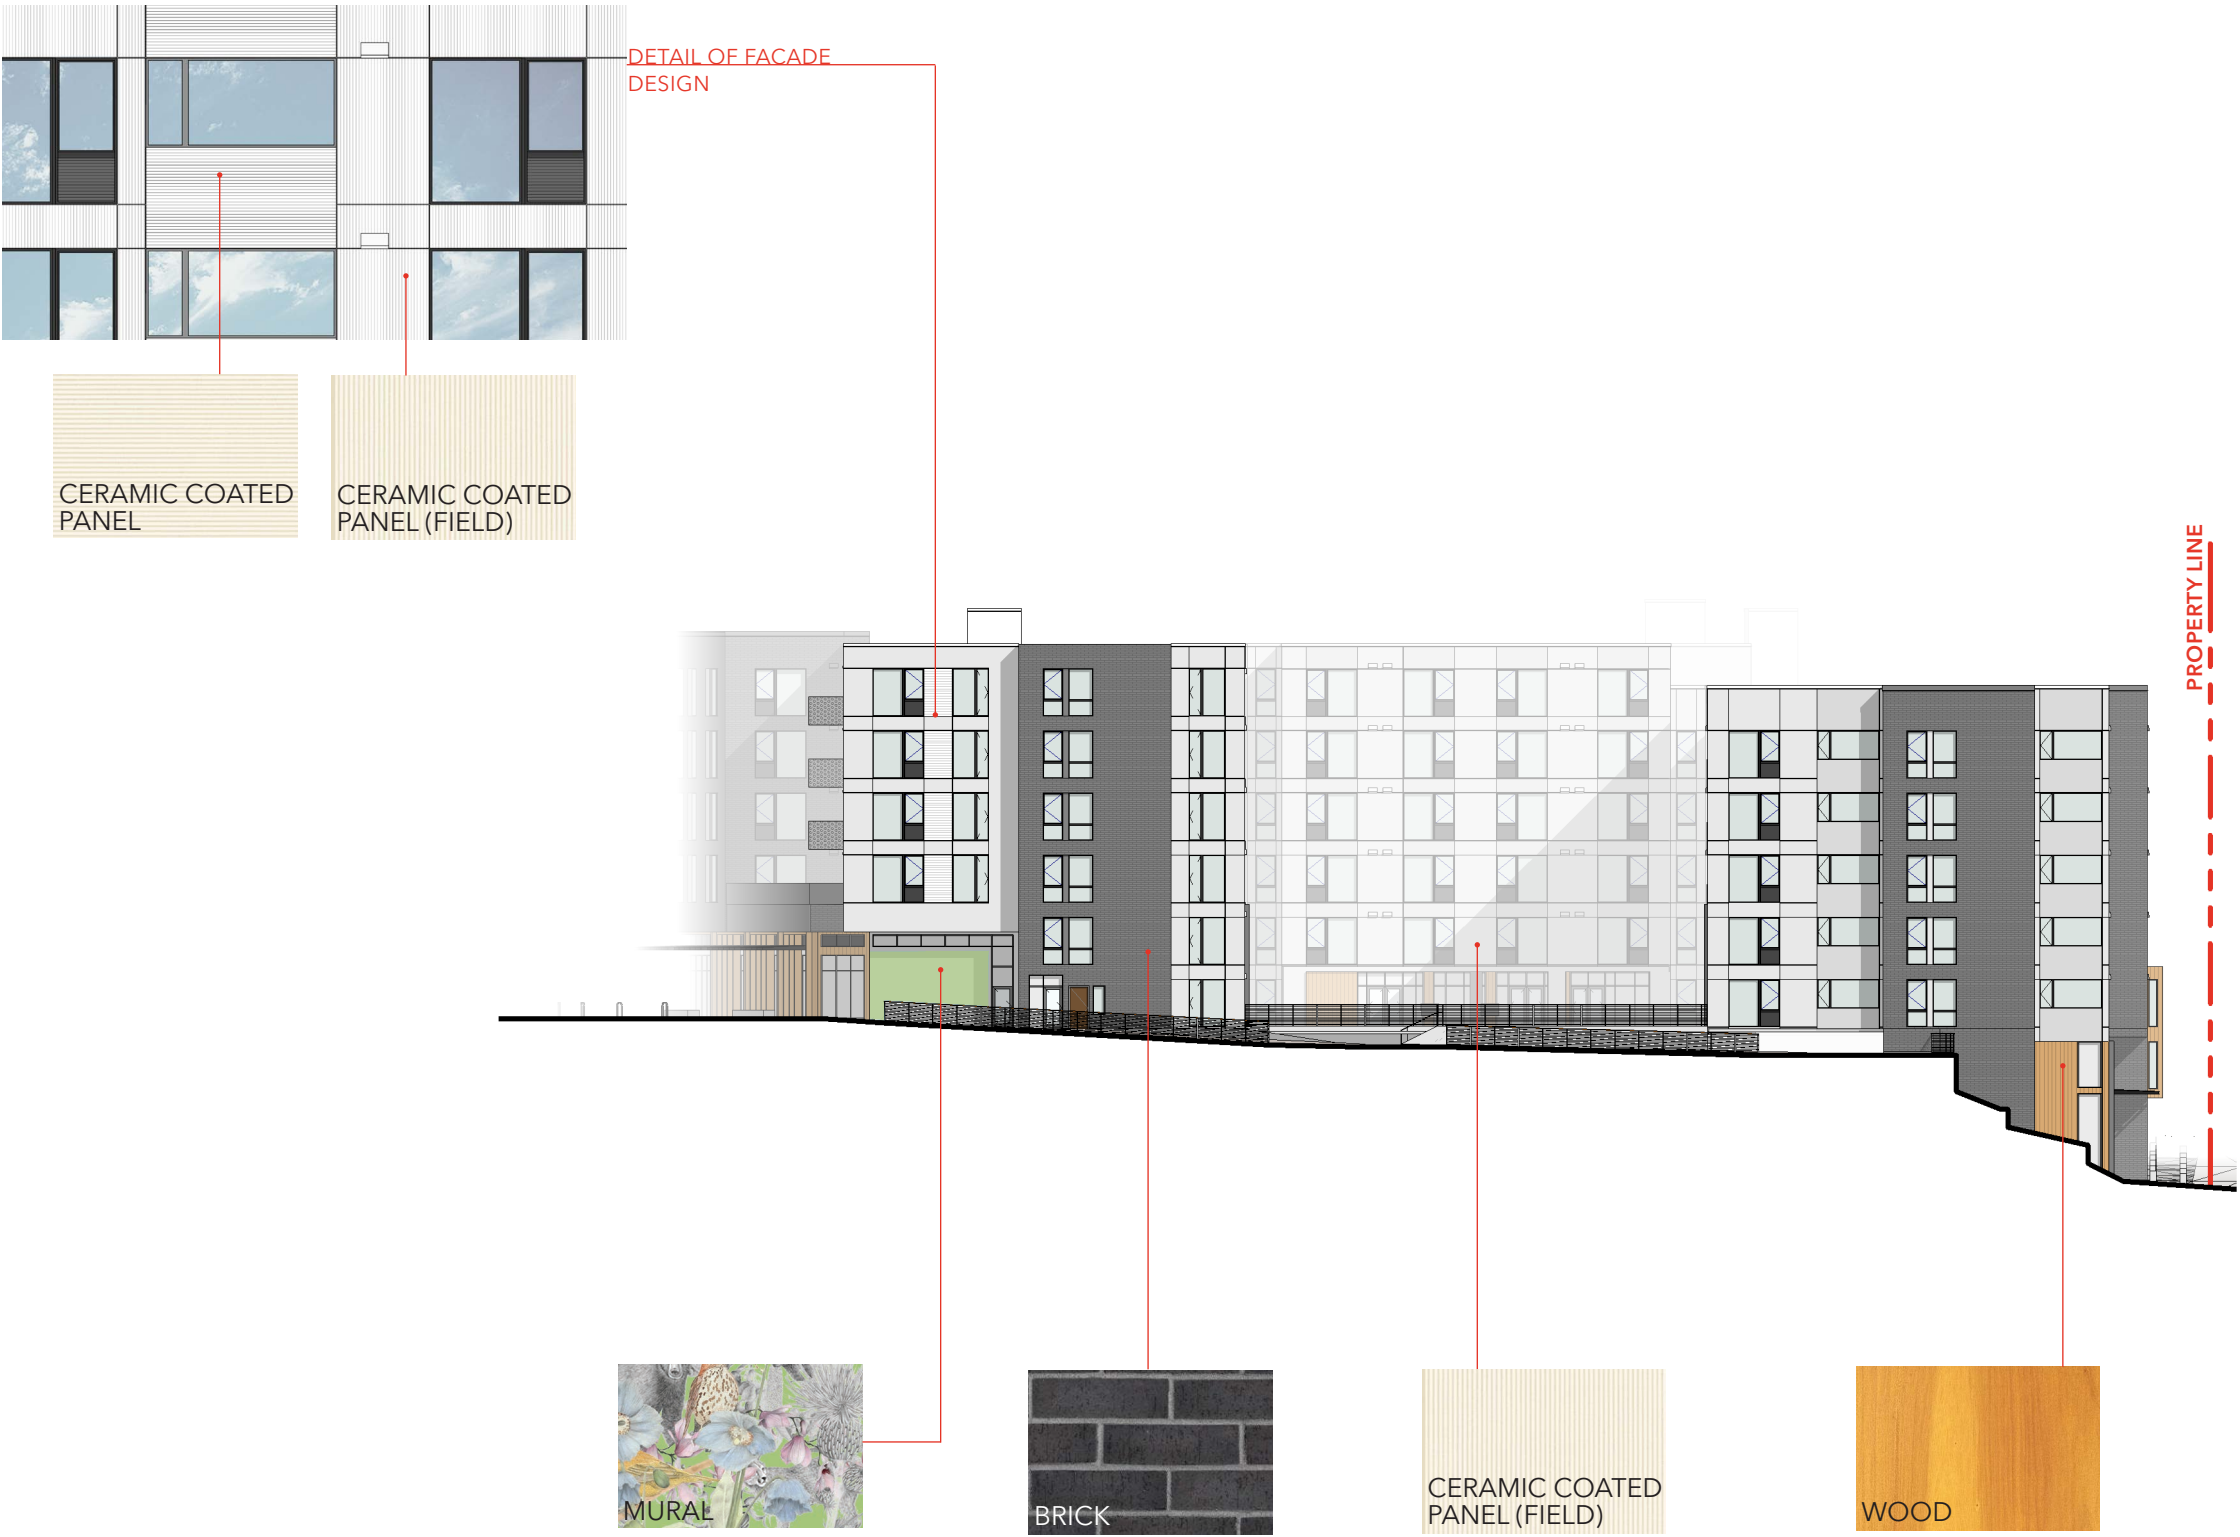 DETAIL OF FACADE
DESIGN
CERAMIC COATED
PANEL
CERAMIC COATED
PANEL (FIELD)
PROPERTY LINE
MURAL
BRICK
CERAMIC COATED
PANEL (FIELD)
WOOD